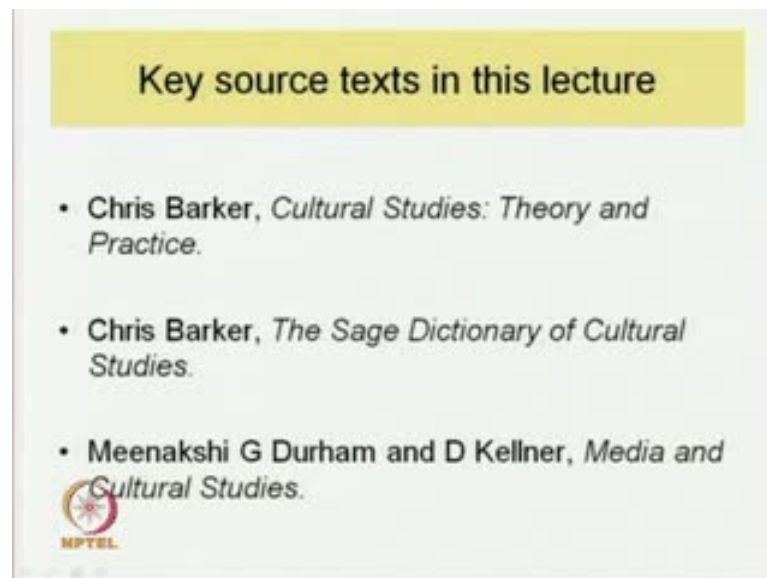 Key source texts in this lecture
• Chris Barker, Cultural Studies: Theory and
Practice.
• Chris Barker, The Sage Dictionary of Cultural
Studies.
• Meenakshi G Durham and D Kellner, Media and
Cultural Studies.
NPTEL